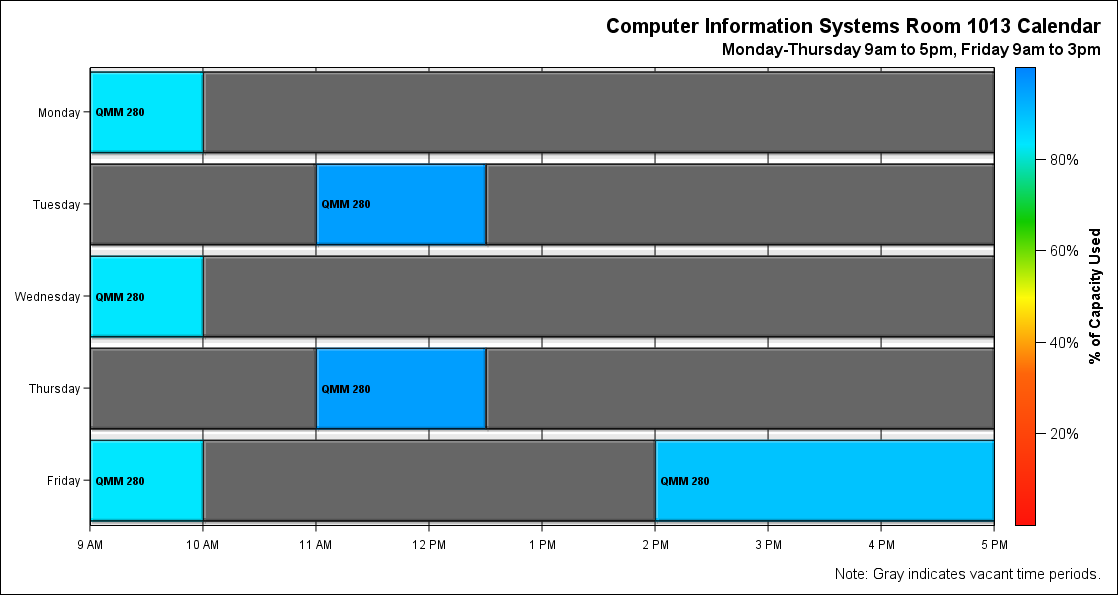 Computer Information Systems Room 1013 Calendar
Monday-Thursday 9am to 5pm, Friday 9am to 3pm
Monday
QMM 280
Tuesday
QMM 280
Wednesday
QMM 280
Thursday
QMM 280
Friday
QMM 280
QMM 280
9 AM
10 AM
11 AM
12 PM
1 PM
2 PM
3 PM
4 PM
5 PM
80%
60%
40%
20%
% of Capacity Used
Note: Gray indicates vacant time periods.